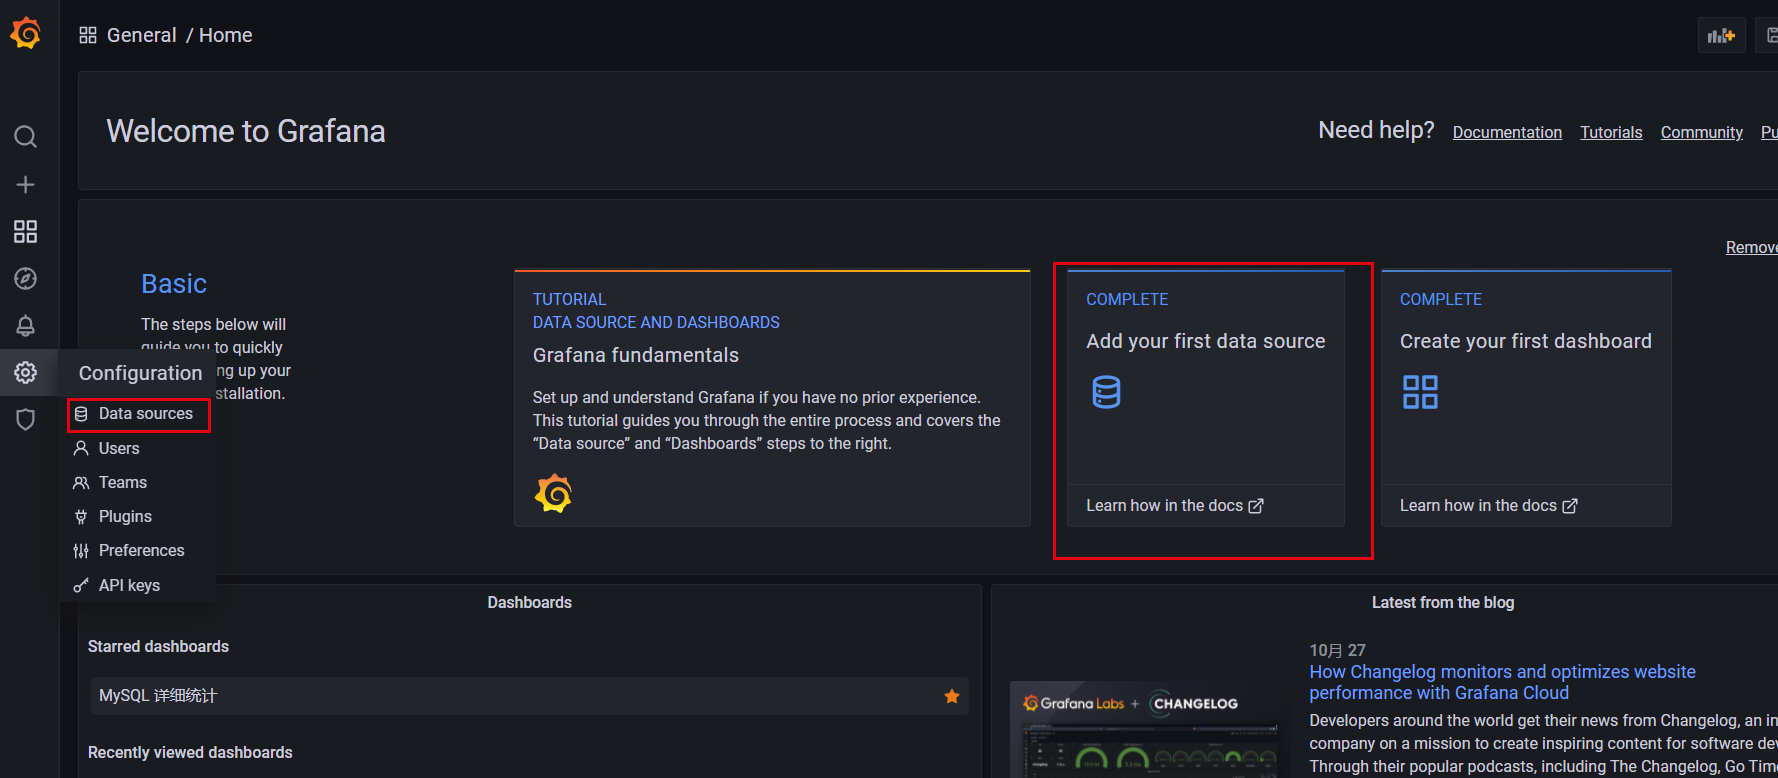 General / Home
Welcome to Grafana
Need help? Documentation Tutorials Community Pu
Remove
Basic
The steps below will
guide you to quickly
ng up your
stallation.
Configuration
Data sources
Users
Teams
Plugins
Preferences
API keys
TUTORIAL
DATA SOURCE AND DASHBOARDS
Grafana fundamentals
Set up and understand Grafana if you have no prior experience.
This tutorial guides you through the entire process and covers the
“Data source” and “Dashboards” steps to the right.
COMPLETE
Add your first data source
Learn how in the docs
COMPLETE
Create your first dashboard
Learn how in the docs
Dashboards
Starred dashboards
MySQL 详细统计
Recently viewed dashboards
Latest from the blog
10月 27
How Changelog monitors and optimizes website
performance with Grafana Cloud
Developers around the world get their news from Changelog, an in
company on a mission to create inspiring content for software dev
Through their popular podcasts, including The Changelog, Go Time
Grafana Labs + CHANGELOG